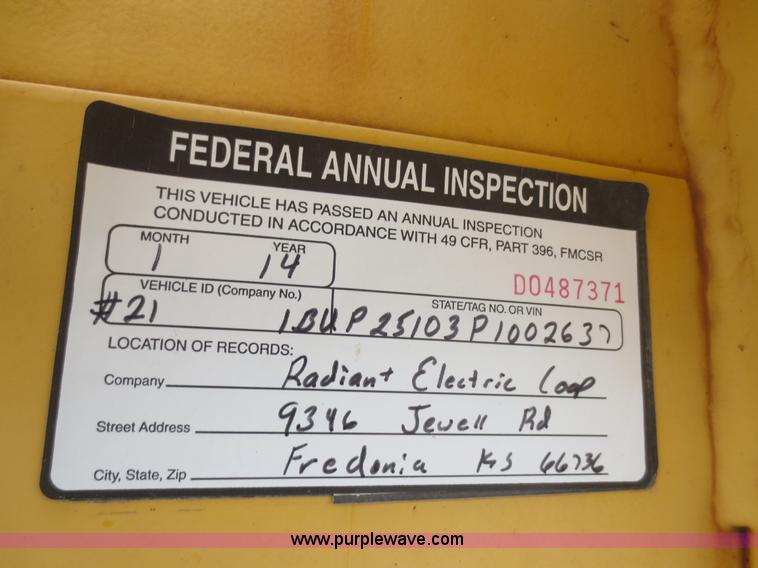 FEDERAL ANNUAL INSPECTION
THIS VEHICLE HAS PASSED AN ANNUAL INSPECTION
CONDUCTED IN ACCORDANCE WITH 49 CFR, PART 396, FMCSR
MONTH YEAR
1 14
D0487371
VEHICLE ID (Company No.) STATE/TAG NO. OR VIN
#21 1BUP25103P1002637
LOCATION OF RECORDS:
Company Radiant Electric Coop
Street Address 9346 Jewell Rd
City, State, Zip Fredonia KS 66736
www.purplewave.com